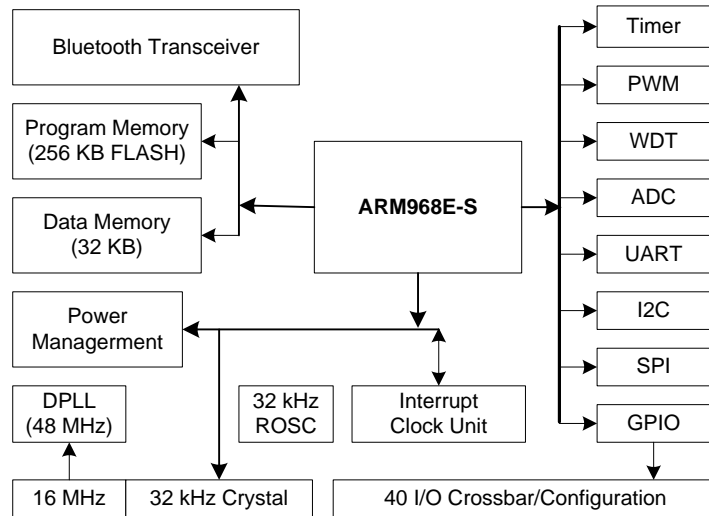 Bluetooth Transceiver
Program Memory
(256 KB FLASH)
Data Memory
(32 KB)
Power
Managerment
DPLL
(48 MHz)
16 MHz
32 kHz Crystal
32 kHz
ROSC
Interrupt
Clock Unit
ARM968E-S
Timer
PWM
WDT
ADC
UART
I2C
SPI
GPIO
40 I/O Crossbar/Configuration